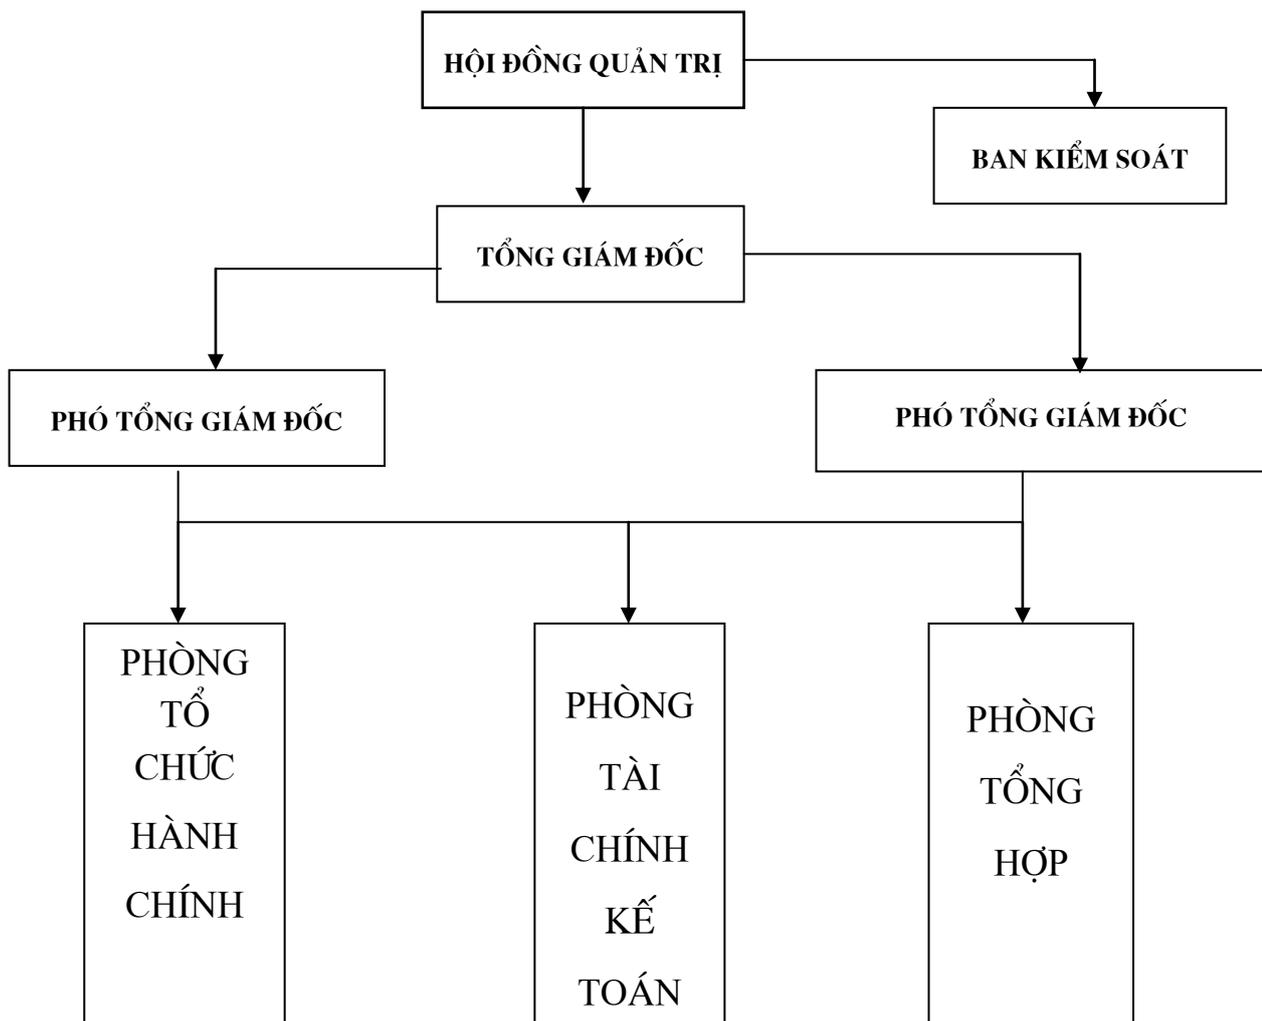 HỘI ĐỒNG QUẢN TRỊ
BAN KIỂM SOÁT
TỔNG GIÁM ĐỐC
PHÓ TỔNG GIÁM ĐỐC
PHÓ TỔNG GIÁM ĐỐC
PHÒNG
TỔ
CHỨC
HÀNH
CHÍNH
PHÒNG
TÀI
CHÍNH
KẾ
TOÁN
PHÒNG
TỔNG
HỢP